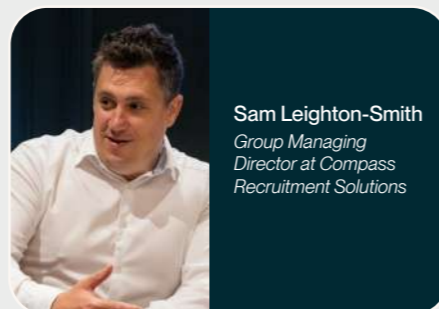 Sam Leighton-Smith
Group Managing
Director at Compass
Recruitment Solutions